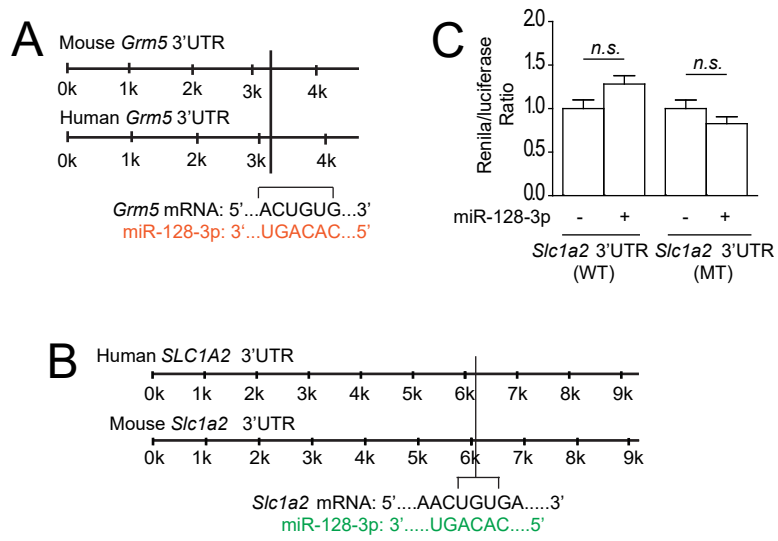 A
Mouse Grm5 3'UTR
0k 1k 2k 3k 4k
Human Grm5 3'UTR
0k 1k 2k 3k 4k
Grm5 mRNA: 5'...ACUGUG...3'
miR-128-3p: 3'...UGACAC...5'
C
Renila/luciferase
Ratio
2.0
1.5
1.0
0.5
0.0
n.s. n.s.
miR-128-3p - + - +
Slc1a2 3'UTR Slc1a2 3'UTR
(WT) (MT)
B
Human SLC1A2 3'UTR
0k 1k 2k 3k 4k 5k 6k 7k 8k 9k
Mouse Slc1a2 3'UTR
0k 1k 2k 3k 4k 5k 6k 7k 8k 9k
Slc1a2 mRNA: 5'....AACUGUGA.....3'
miR-128-3p: 3'.....UGACAC....5'